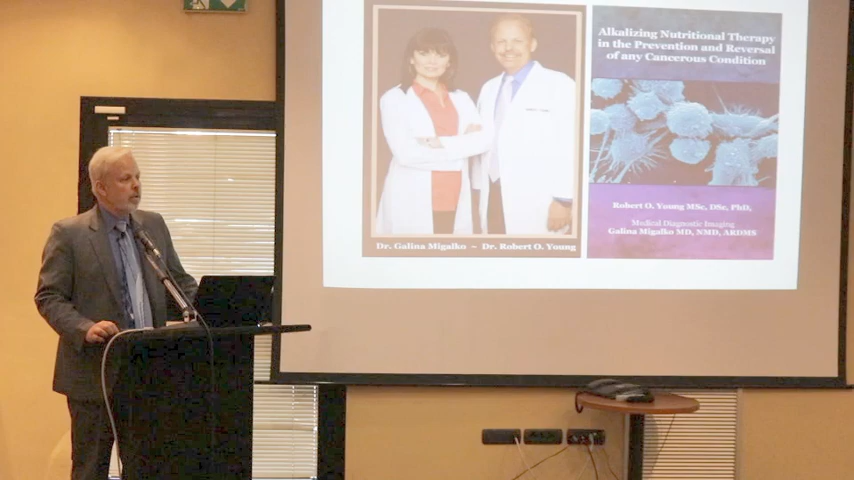 Dr. Galina Migalko ~ Dr. Robert O. Young
Alkalizing Nutritional Therapy
in the Prevention and Reversal
of any Cancerous Condition
Robert O. Young MSc, DSc, PhD,
Medical Diagnostic Imaging
Galina Migalko MD, NMD, ARDMS